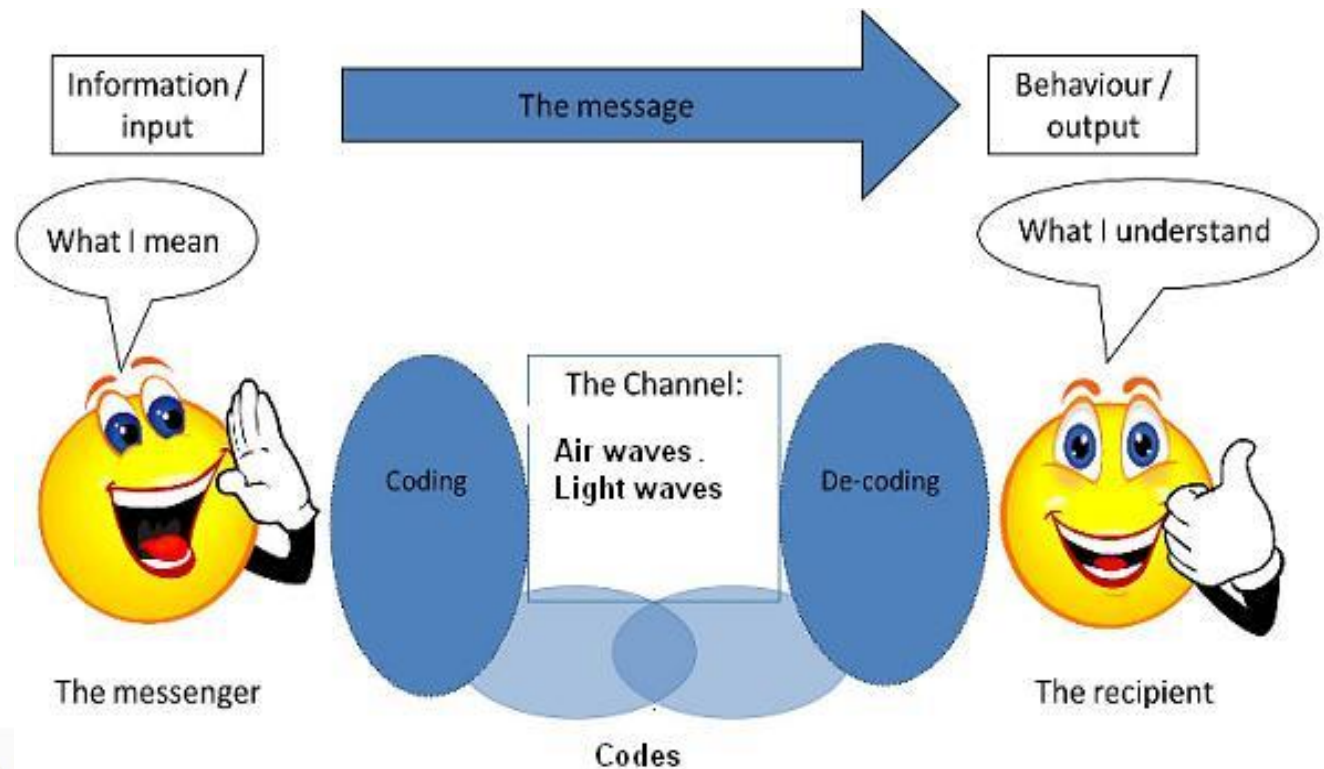 Information /
input
The message
Behaviour /
output
What I mean
What I understand
Coding
The Channel:
Air waves .
Light waves
De-coding
The messenger
The recipient
Codes